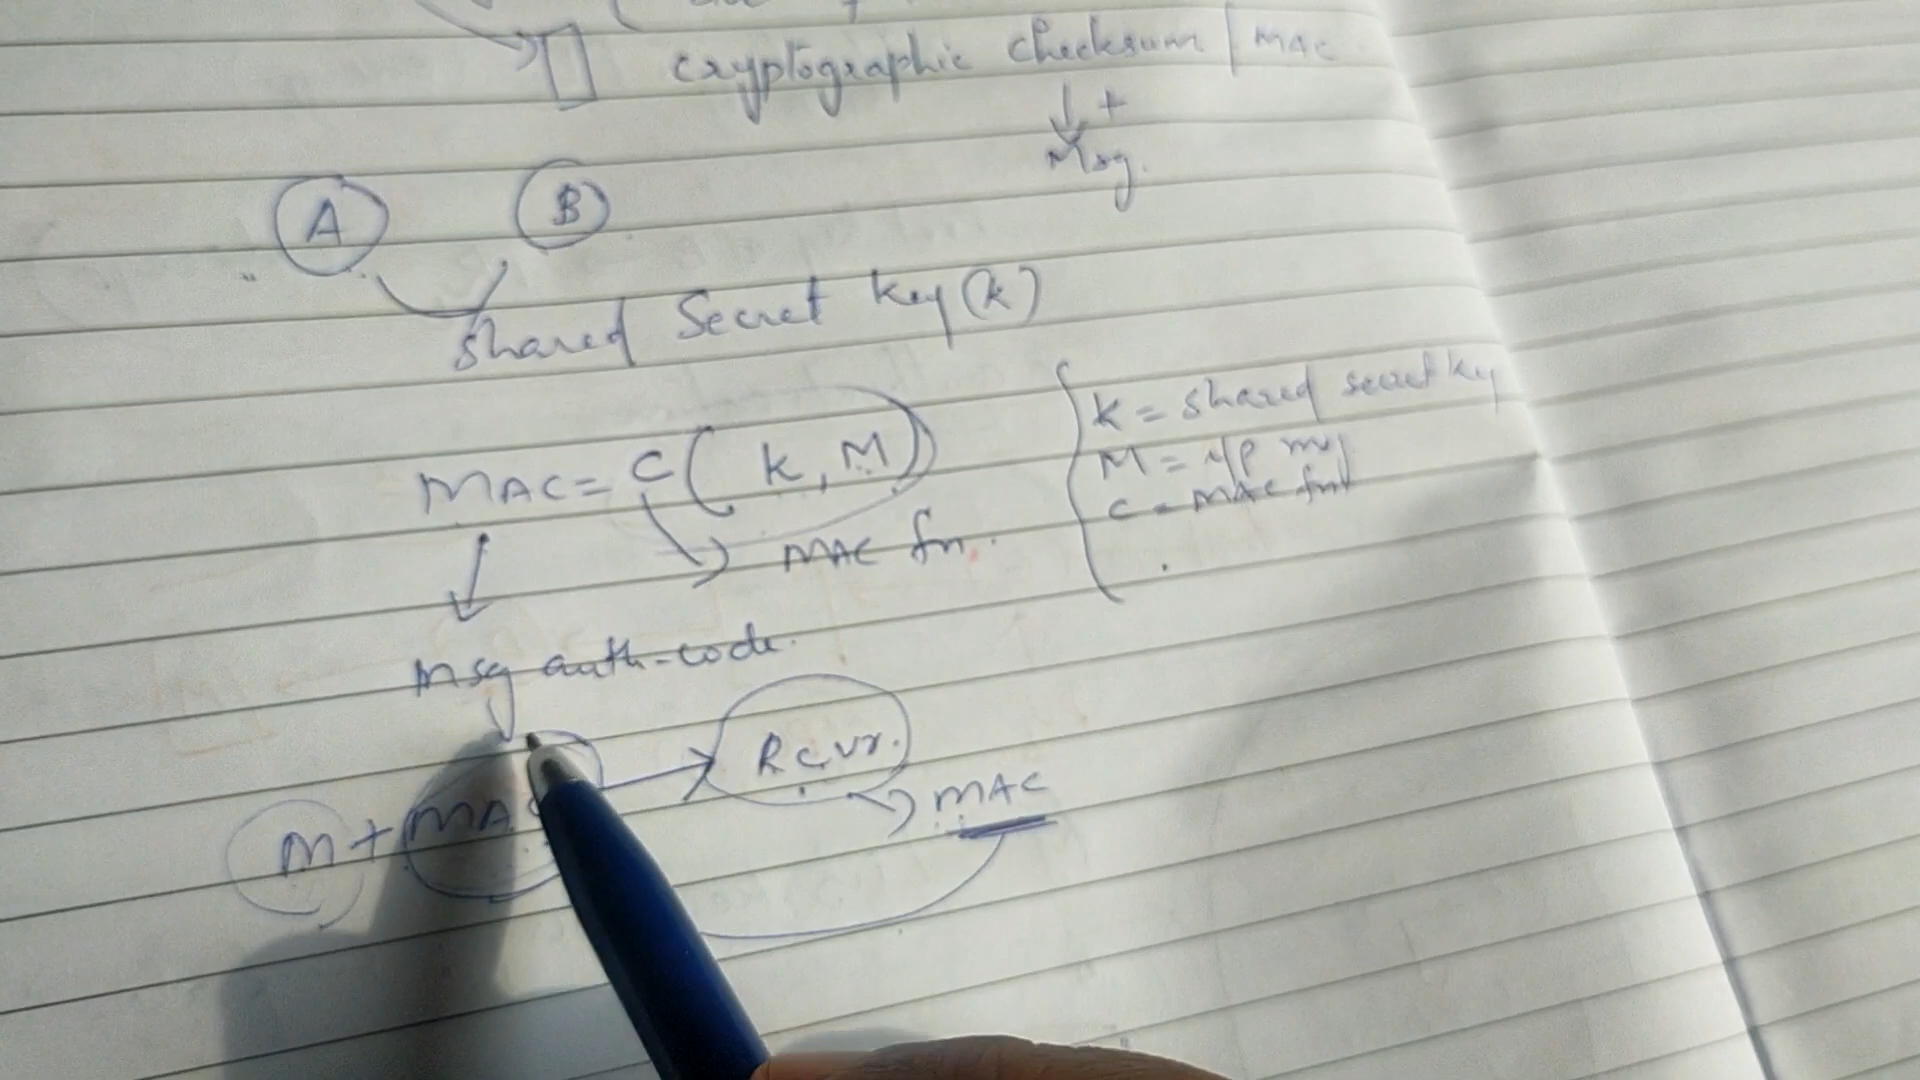 cryptographic checksum / MAC
↓ +
Msg.
A B
Shared Secret key (k)
MAC = C ( k, M )
→ MAC fn.
k = shared secret key
M = i/p msg
C = MAC fn
msg auth-code.
M + MAC → Rcvr.
→ MAC